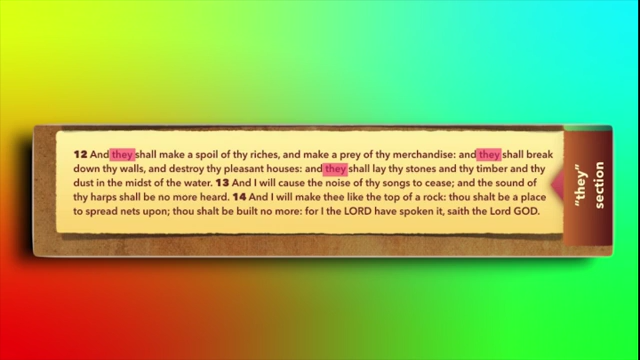 12 And they shall make a spoil of thy riches, and make a prey of thy merchandise: and they shall break
down thy walls, and destroy thy pleasant houses: and they shall lay thy stones and thy timber and thy
dust in the midst of the water. 13 And I will cause the noise of thy songs to cease; and the sound of
thy harps shall be no more heard. 14 And I will make thee like the top of a rock: thou shalt be a place
to spread nets upon; thou shalt be built no more: for I the LORD have spoken it, saith the Lord GOD.
"they"
section